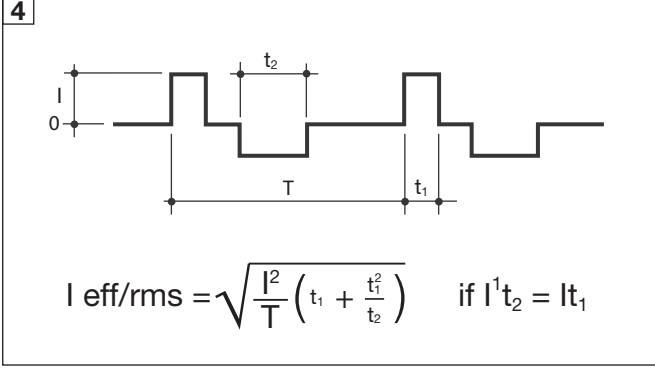 4
t₂
I
0
T t₁
I eff/rms = √(I²/T (t₁ + t₁²/t₂)) if I¹t₂ = It₁